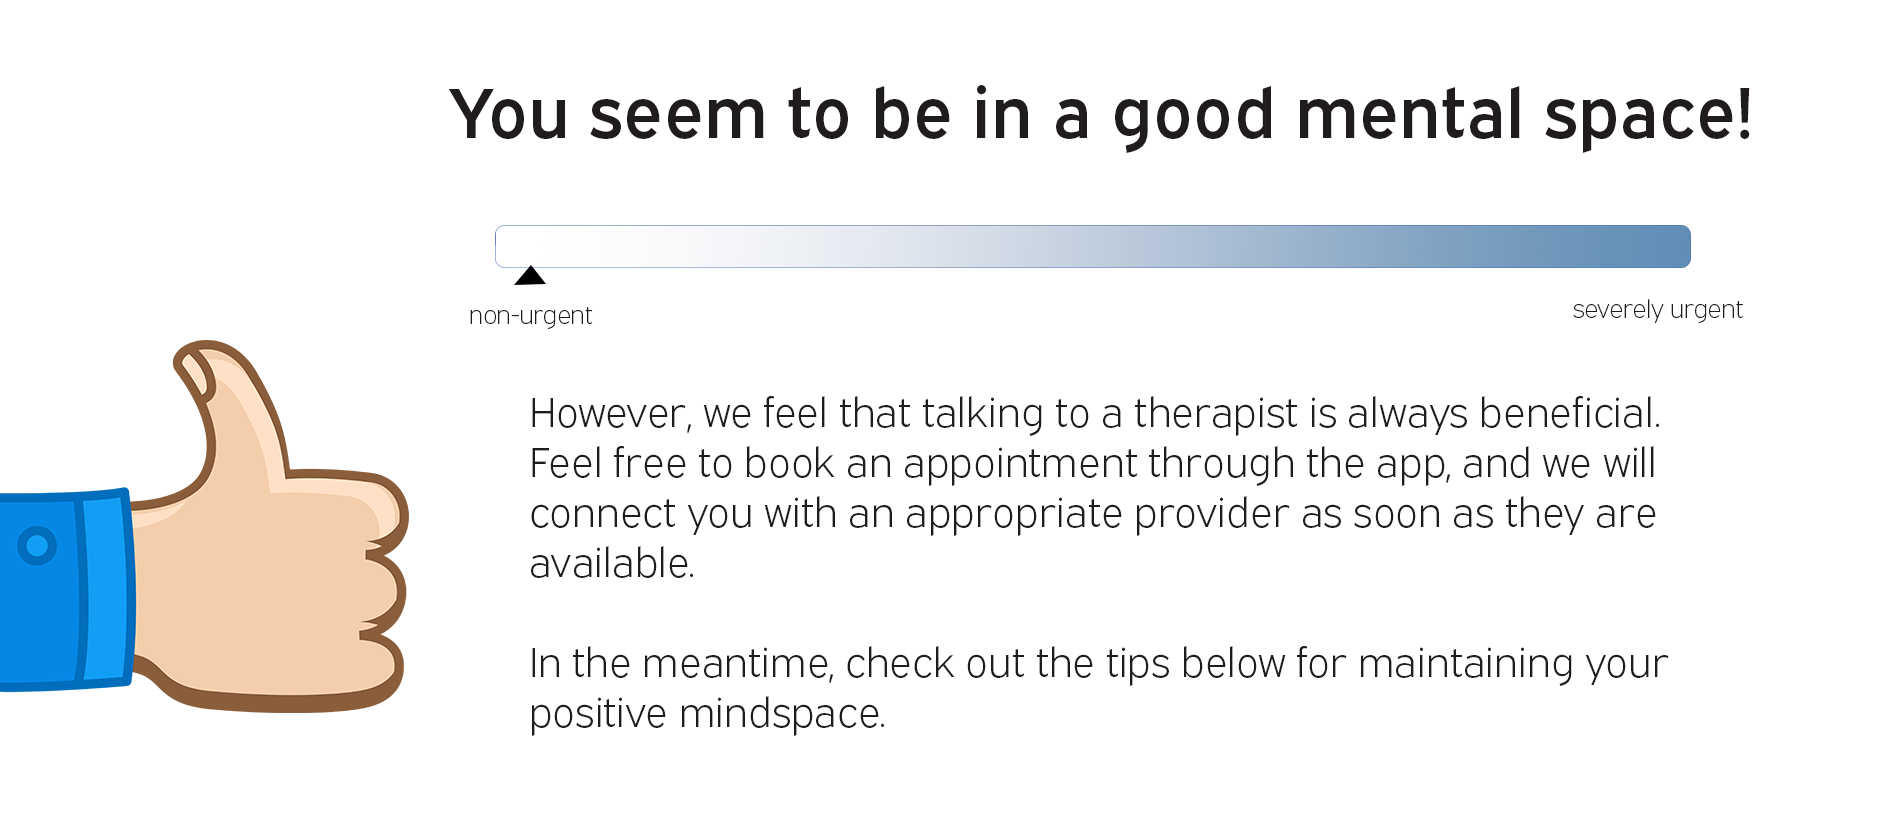 You seem to be in a good mental space!
non-urgent
severely urgent
However, we feel that talking to a therapist is always beneficial.
Feel free to book an appointment through the app, and we will
connect you with an appropriate provider as soon as they are
available.
In the meantime, check out the tips below for maintaining your
positive mindspace.